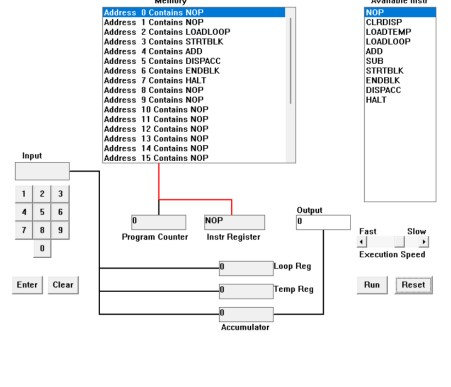 Memory
Address 0 Contains NOP
Address 1 Contains NOP
Address 2 Contains LOADLOOP
Address 3 Contains STRTBLK
Address 4 Contains ADD
Address 5 Contains DISPACC
Address 6 Contains ENDBLK
Address 7 Contains HALT
Address 8 Contains NOP
Address 9 Contains NOP
Address 10 Contains NOP
Address 11 Contains NOP
Address 12 Contains NOP
Address 13 Contains NOP
Address 14 Contains NOP
Address 15 Contains NOP
Available Instr
NOP
CLRDISP
LOADTEMP
LOADLOOP
ADD
SUB
STRTBLK
ENDBLK
DISPACC
HALT
Input
1 2 3
4 5 6
7 8 9
0
Enter Clear
0
Program Counter
NOP
Instr Register
Output
0
0 Loop Reg
0 Temp Reg
0
Accumulator
Fast Slow
Execution Speed
Run Reset